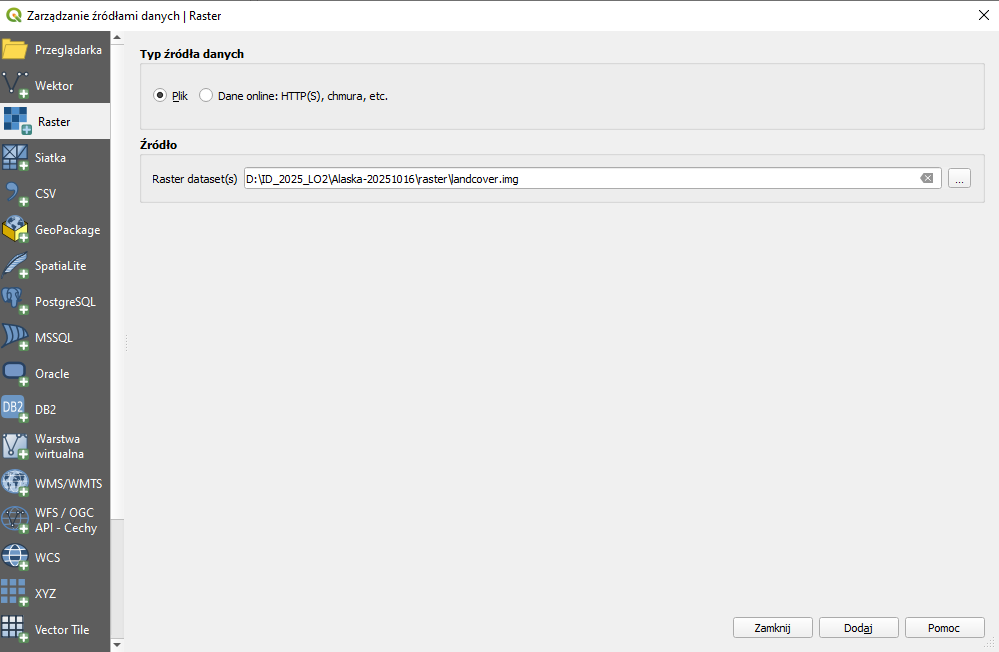 Zarządzanie źródłami danych | Raster
Przeglądarka
Wektor
Raster
Siatka
CSV
GeoPackage
SpatiaLite
PostgreSQL
MSSQL
Oracle
DB2
DB2
Warstwa
wirtualna
WMS/WMTS
WFS / OGC
API - Cechy
WCS
XYZ
Vector Tile
Typ źródła danych
Plik
Dane online: HTTP(S), chmura, etc.
Źródło
Raster dataset(s)
D:\ID_2025_LO2\Alaska-20251016\raster\landcover.img
...
Zamknij
Dodaj
Pomoc